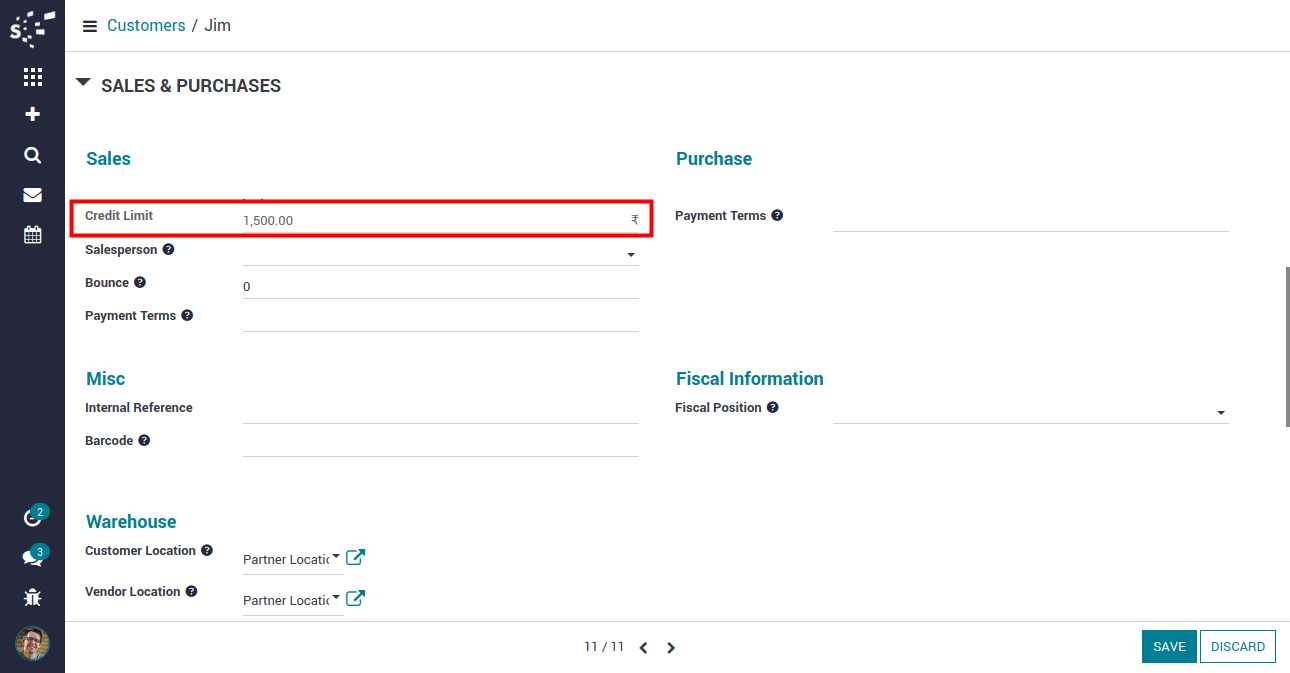 S
Customers / Jim
SALES & PURCHASES
Sales
Purchase
Credit Limit
1,500.00 ₹
Payment Terms ?
Salesperson ?
Bounce ?
0
Payment Terms ?
Misc
Fiscal Information
Internal Reference
Fiscal Position ?
Barcode ?
Warehouse
Customer Location ?
Partner Locatic
Vendor Location ?
Partner Locatic
2
3
11 / 11
SAVE
DISCARD